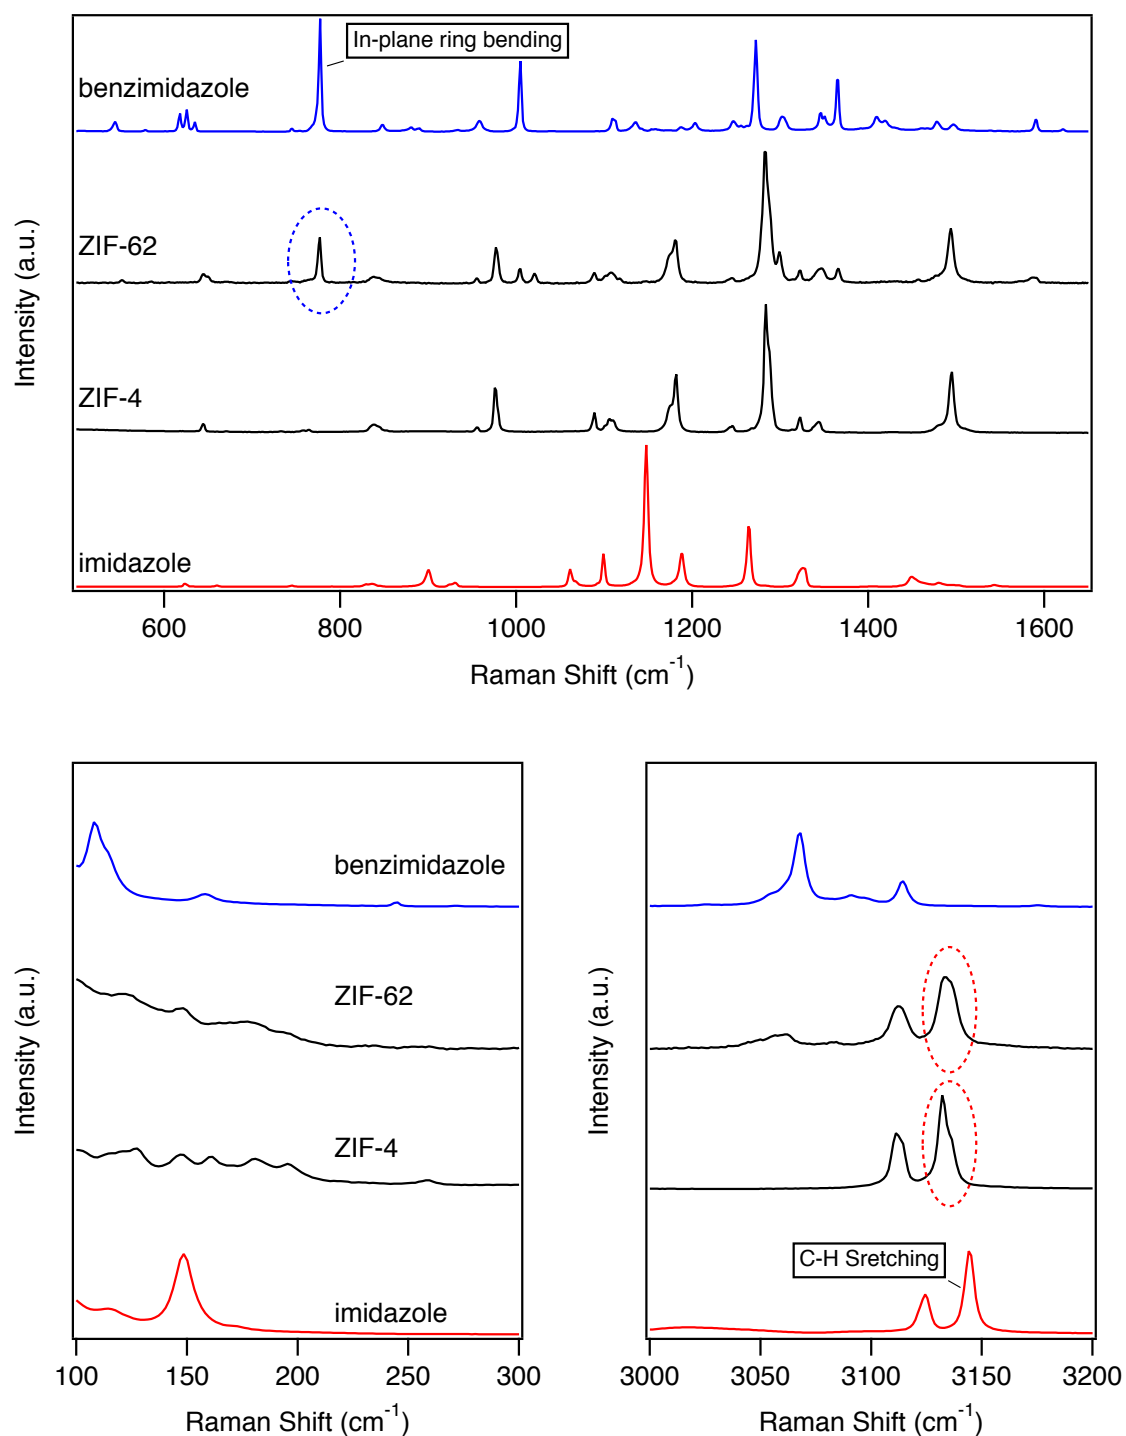 In-plane ring bending
benzimidazole
ZIF-62
ZIF-4
imidazole
Intensity (a.u.)
600 800 1000 1200 1400 1600
Raman Shift (cm⁻¹)
benzimidazole
ZIF-62
ZIF-4
imidazole
Intensity (a.u.)
100 150 200 250 300
Raman Shift (cm⁻¹)
C-H Sretching
Intensity (a.u.)
3000 3050 3100 3150 3200
Raman Shift (cm⁻¹)